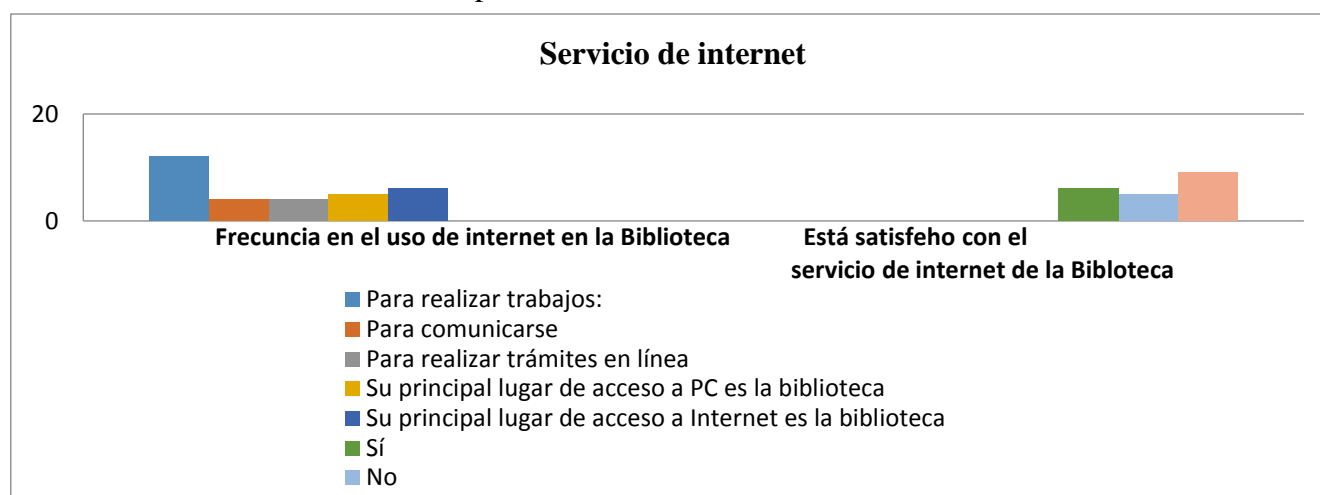 Servicio de internet
20
0
Frecuncia en el uso de internet en la Biblioteca
Está satisfeho con el
servicio de internet de la Bibloteca
Para realizar trabajos:
Para comunicarse
Para realizar trámites en línea
Su principal lugar de acceso a PC es la biblioteca
Su principal lugar de acceso a Internet es la biblioteca
Sí
No